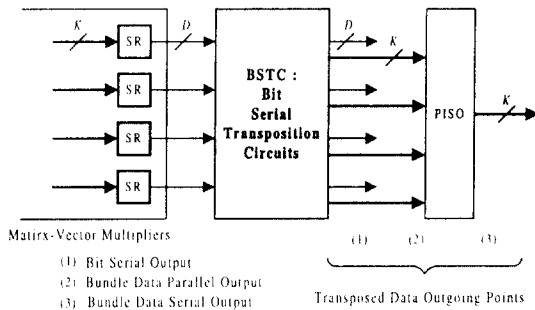 K
D
D
K
SR
SR
SR
SR
BSTC :
Bit
Serial
Transposition
Circuits
PISO
K
Matirx-Vector Multipliers
(1)
(2)
(3)
(1) Bit Serial Output
(2) Bundle Data Parallel Output
(3) Bundle Data Serial Output
Transposed Data Outgoing Points